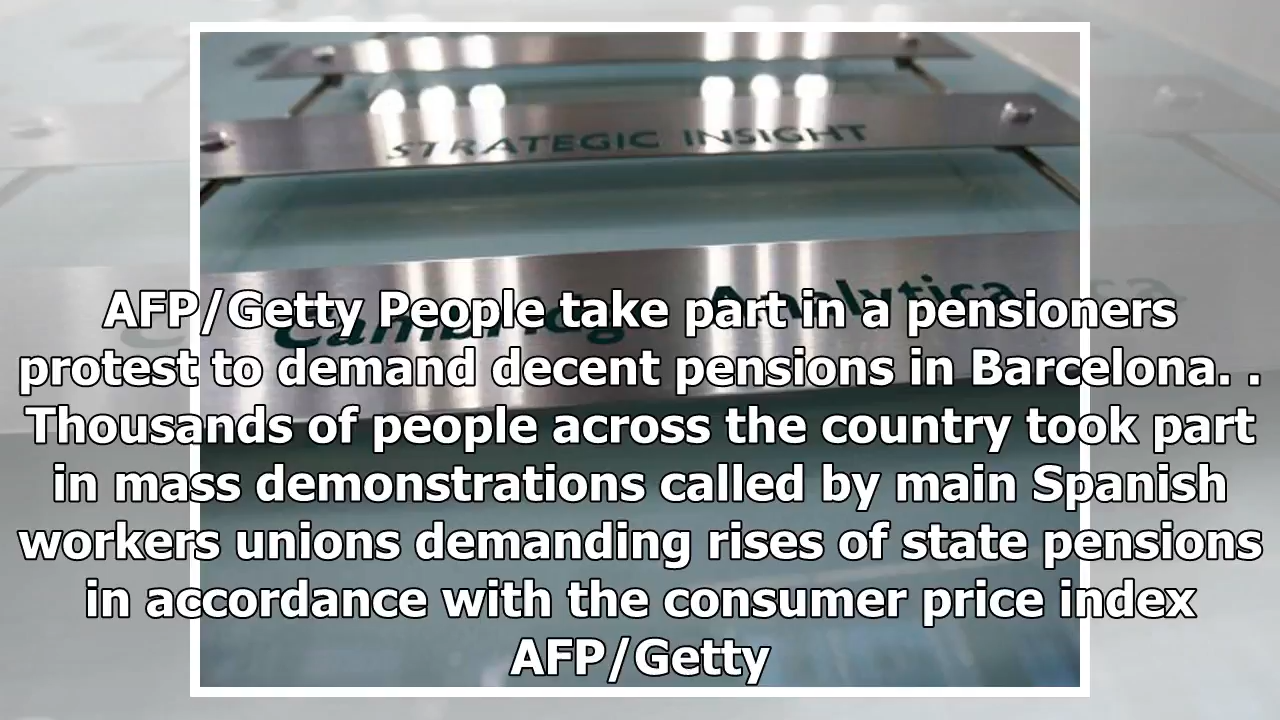 STRATEGIC INSIGHT
Cambridge Analytica
AFP/Getty People take part in a pensioners
protest to demand decent pensions in Barcelona. .
Thousands of people across the country took part
in mass demonstrations called by main Spanish
workers unions demanding rises of state pensions
in accordance with the consumer price index
AFP/Getty